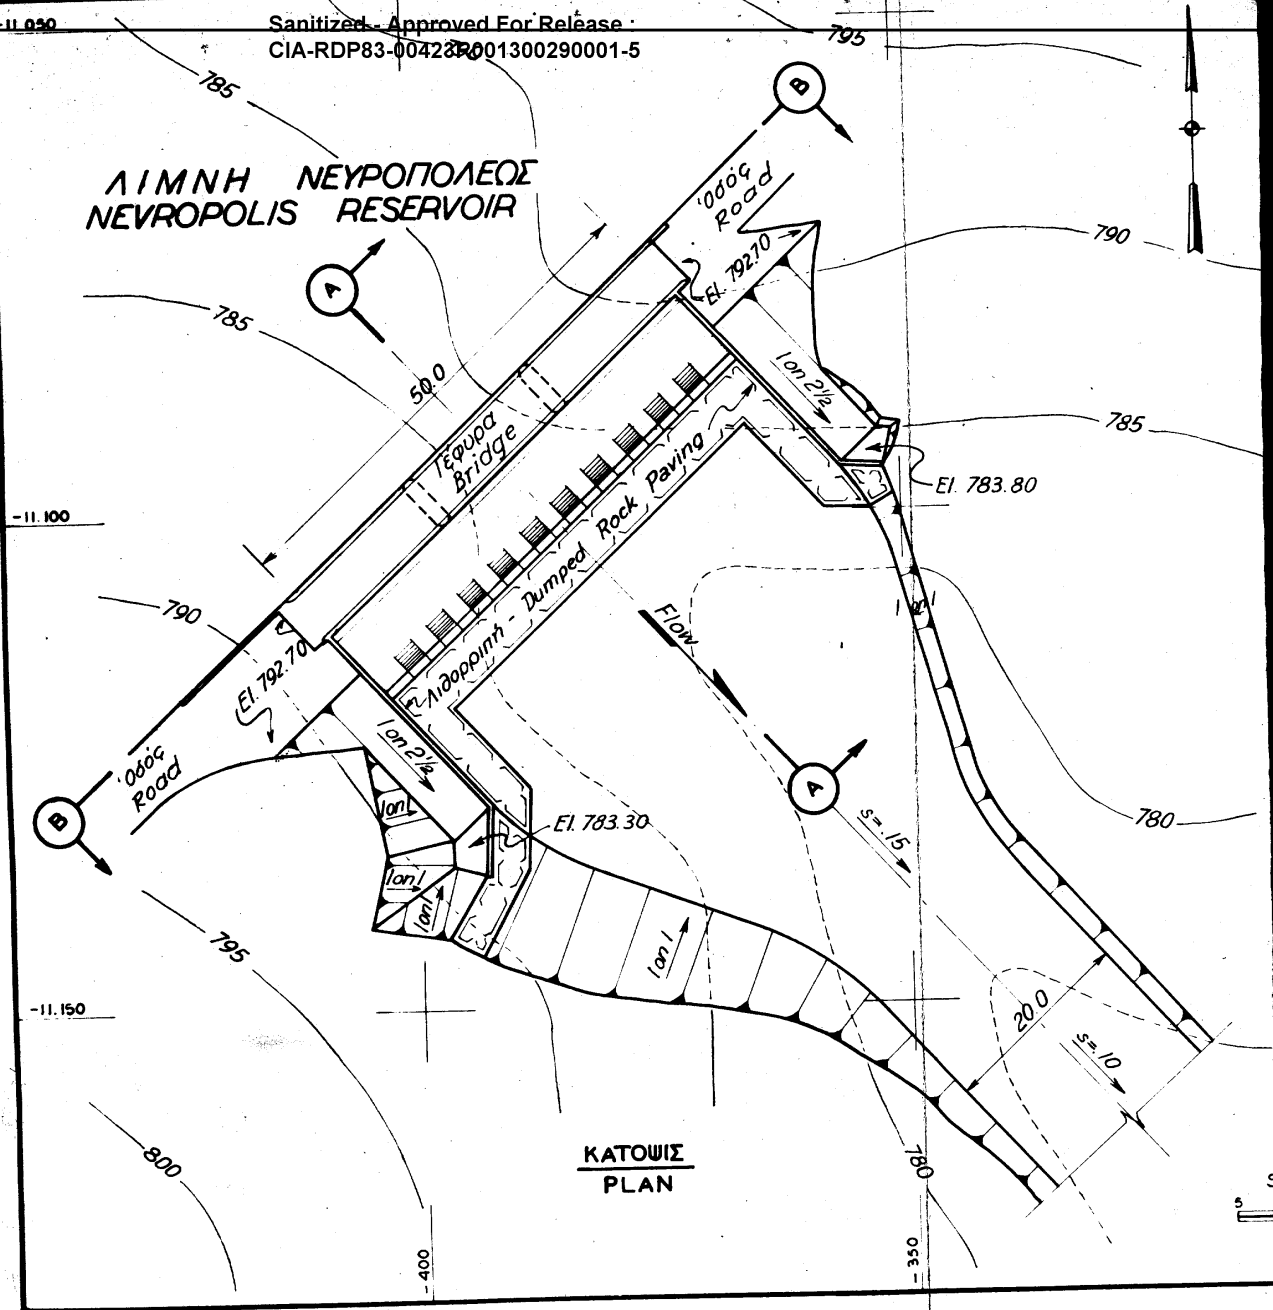 -11.050
Sanitized - Approved For Release :
CIA-RDP83-00423R001300290001-5
790
795
785
B
ΛΙΜΝΗ ΝΕΥΡΟΠΟΛΕΩΣ
NEVROPOLIS RESERVOIR
Ὁδός
Road
790
A
El. 792.70
785
50.0
1 on 2½
Γέφυρα
Bridge
785
El. 783.80
-11.100
Λιθορριπή - Dumped Rock Paving
790
Flow
1 on 1
El. 792.70
1 on 2½
Ὁδός
Road
A
B
1 on 1
El. 783.30
s=.15
780
1 on 1
1 on 1
795
1 on 1
-11.150
20.0
s=.10
800
ΚΑΤΟΨΙΣ
PLAN
780
S
5
-400
-350